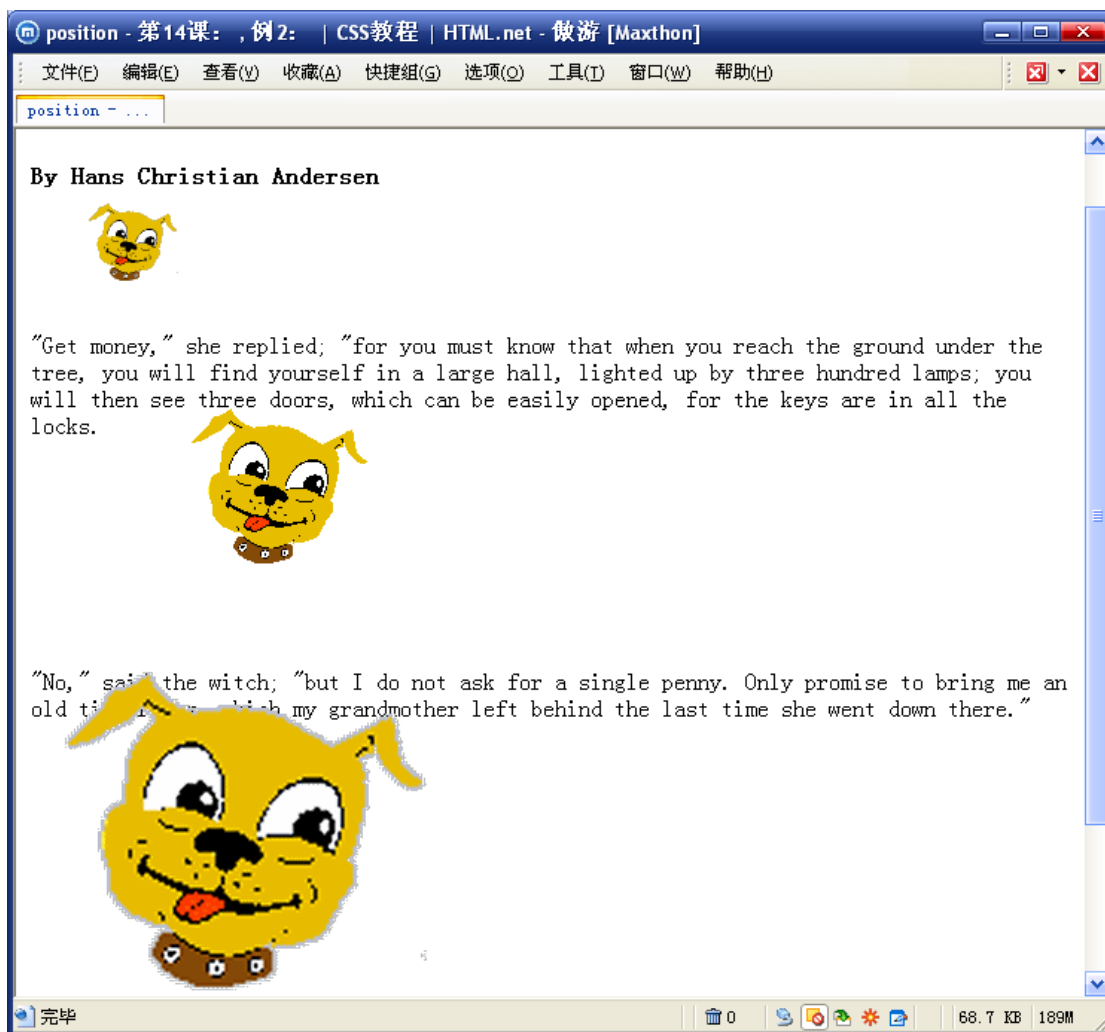 position - 第14课： ，例2： | CSS教程 | HTML.net - 傲游 [Maxthon]
文件(F) 编辑(E) 查看(V) 收藏(A) 快捷组(G) 选项(O) 工具(T) 窗口(W) 帮助(H)
position - ...
By Hans Christian Andersen
"Get money," she replied; "for you must know that when you reach the ground under the
tree, you will find yourself in a large hall, lighted up by three hundred lamps; you
will then see three doors, which can be easily opened, for the keys are in all the
locks.
"No," said the witch; "but I do not ask for a single penny. Only promise to bring me an
old which my grandmother left behind the last time she went down there."
完毕 0 68.7 KB 189M